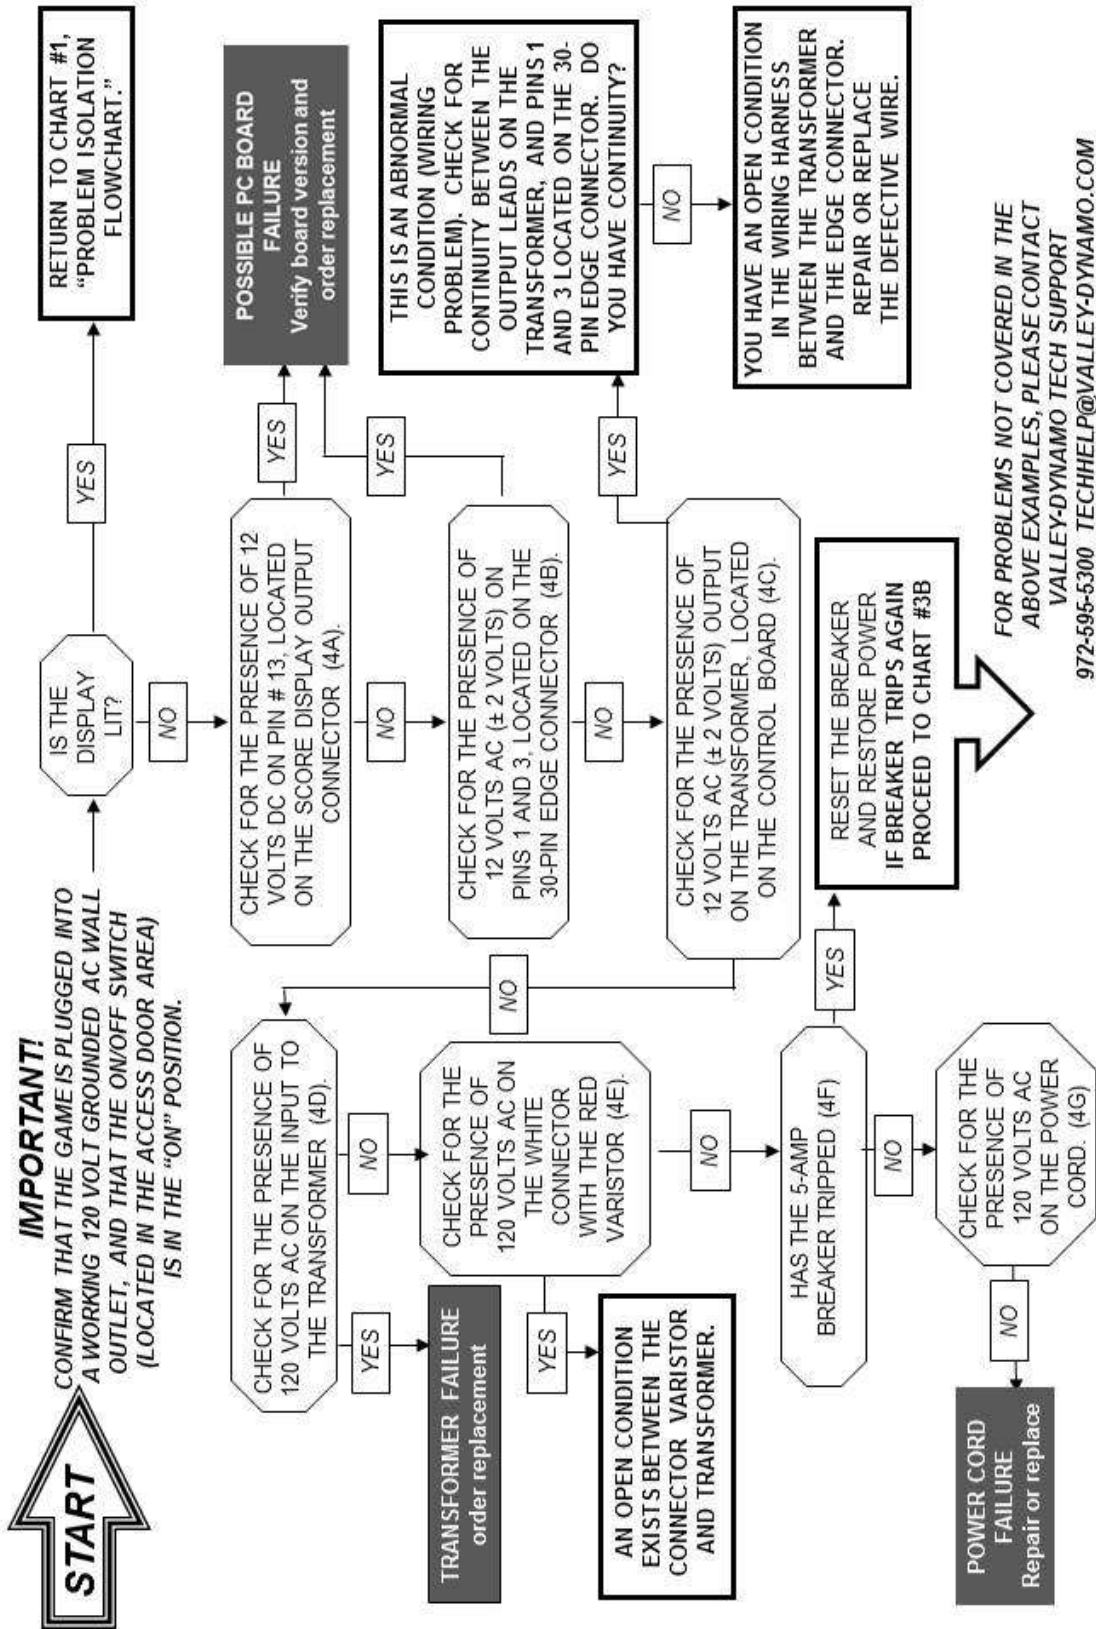 IMPORTANT!
CONFIRM THAT THE GAME IS PLUGGED INTO
A WORKING 120 VOLT GROUNDED AC WALL
OUTLET, AND THAT THE ON/OFF SWITCH
(LOCATED IN THE ACCESS DOOR AREA)
IS IN THE "ON" POSITION.
START
IS THE
DISPLAY
LIT?
YES
RETURN TO CHART #1,
"PROBLEM ISOLATION
FLOWCHART."
NO
CHECK FOR THE PRESENCE OF 12
VOLTS DC ON PIN # 13, LOCATED
ON THE SCORE DISPLAY OUTPUT
CONNECTOR (4A).
YES
POSSIBLE PC BOARD
FAILURE
Verify board version and
order replacement
NO
CHECK FOR THE PRESENCE OF
12 VOLTS AC (± 2 VOLTS) ON
PINS 1 AND 3, LOCATED ON THE
30-PIN EDGE CONNECTOR (4B).
YES
NO
CHECK FOR THE PRESENCE OF
12 VOLTS AC (± 2 VOLTS) OUTPUT
ON THE TRANSFORMER, LOCATED
ON THE CONTROL BOARD (4C).
YES
THIS IS AN ABNORMAL
CONDITION (WIRING
PROBLEM). CHECK FOR
CONTINUITY BETWEEN THE
OUTPUT LEADS ON THE
TRANSFORMER, AND PINS 1
AND 3 LOCATED ON THE 30-
PIN EDGE CONNECTOR. DO
YOU HAVE CONTINUITY?
NO
YOU HAVE AN OPEN CONDITION
IN THE WIRING HARNESS
BETWEEN THE TRANSFORMER
AND THE EDGE CONNECTOR.
REPAIR OR REPLACE
THE DEFECTIVE WIRE.
NO
CHECK FOR THE PRESENCE OF
120 VOLTS AC ON THE INPUT TO
THE TRANSFORMER (4D).
YES
TRANSFORMER FAILURE
order replacement
NO
CHECK FOR THE
PRESENCE OF
120 VOLTS AC ON
THE WHITE
CONNECTOR
WITH THE RED
VARISTOR (4E).
YES
AN OPEN CONDITION
EXISTS BETWEEN THE
CONNECTOR VARISTOR
AND TRANSFORMER.
NO
HAS THE 5-AMP
BREAKER TRIPPED (4F)
YES
RESET THE BREAKER
AND RESTORE POWER
IF BREAKER TRIPS AGAIN
PROCEED TO CHART #3B
NO
CHECK FOR THE
PRESENCE OF
120 VOLTS AC
ON THE POWER
CORD. (4G)
NO
POWER CORD
FAILURE
Repair or replace
FOR PROBLEMS NOT COVERED IN THE
ABOVE EXAMPLES, PLEASE CONTACT
VALLEY-DYNAMO TECH SUPPORT
972-595-5300 TECHHELP@VALLEY-DYNAMO.COM